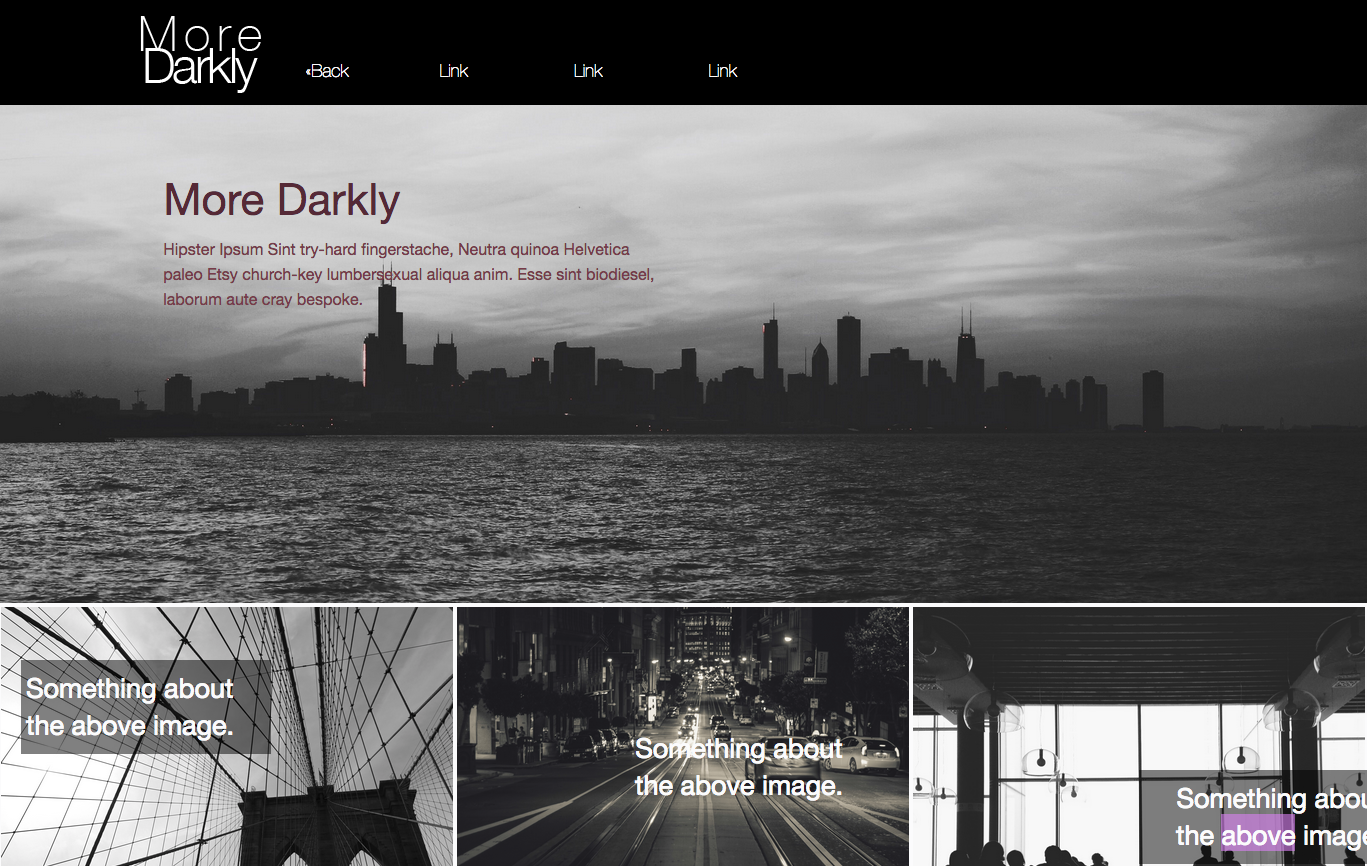 More
Darkly
«Back
Link
Link
Link
More Darkly
Hipster Ipsum Sint try-hard fingerstache, Neutra quinoa Helvetica
paleo Etsy church-key lumbersexual aliqua anim. Esse sint biodiesel,
laborum aute cray bespoke.
Something about
the above image.
Something about
the above image.
Something abou
the above image